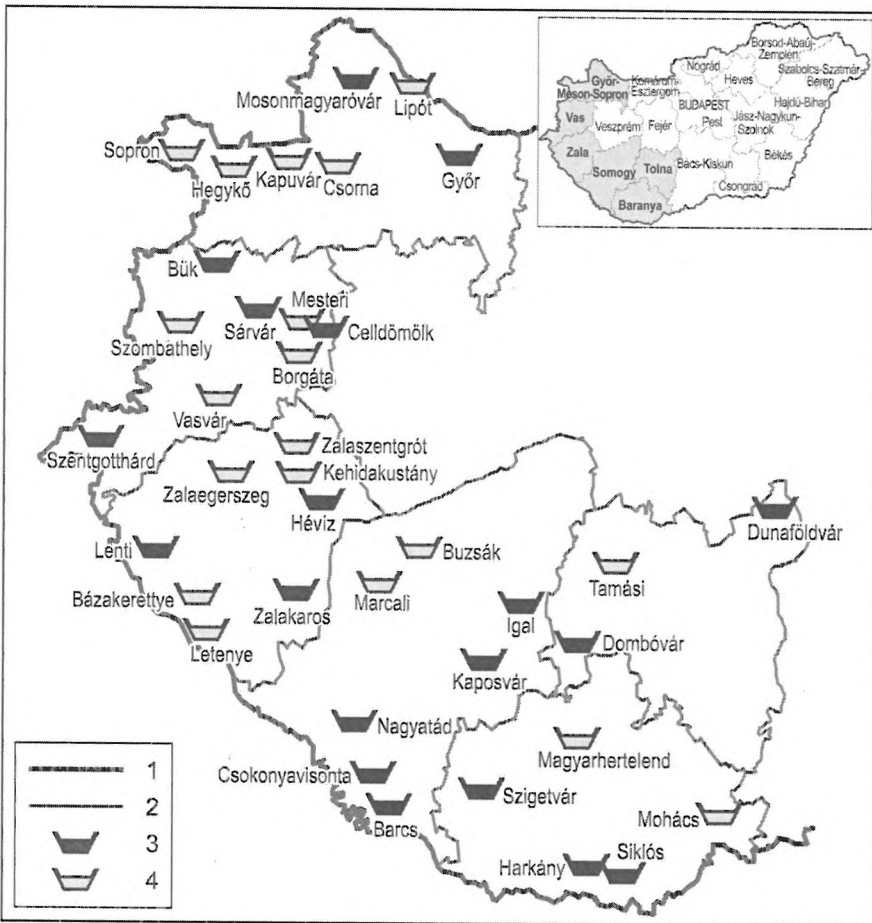 Mosonmagyaróvár
Lipót
Sopron
Hegykő
Kapuvár
Csorna
Győr
Bük
Mesteri
Sárvár
Celldömölk
Szombathely
Borgáta
Vasvár
Szentgotthárd
Zalaszentgrót
Zalaegerszeg
Kehidakustány
Hévíz
Dunaföldvár
Lenti
Buzsák
Tamási
Bázakerettye
Zalakaros
Marcali
Igal
Letenye
Dombóvár
Kaposvár
Nagyatád
Magyarhertelend
Csokonyavisonta
Szigetvár
Barcs
Mohács
Harkány
Siklós
1
2
3
4
Borsod-Abaúj-
Zemplén
Nógrád
Heves
Szabolcs-Szatmár-
Bereg
Győr-
Moson-Sopron
Komárom-
Esztergom
BUDAPEST
Pest
Hajdú-Bihar
Jász-Nagykun-
Szolnok
Vas
Veszprém
Fejér
Zala
Somogy
Tolna
Bács-Kiskun
Békés
Csongrád
Baranya